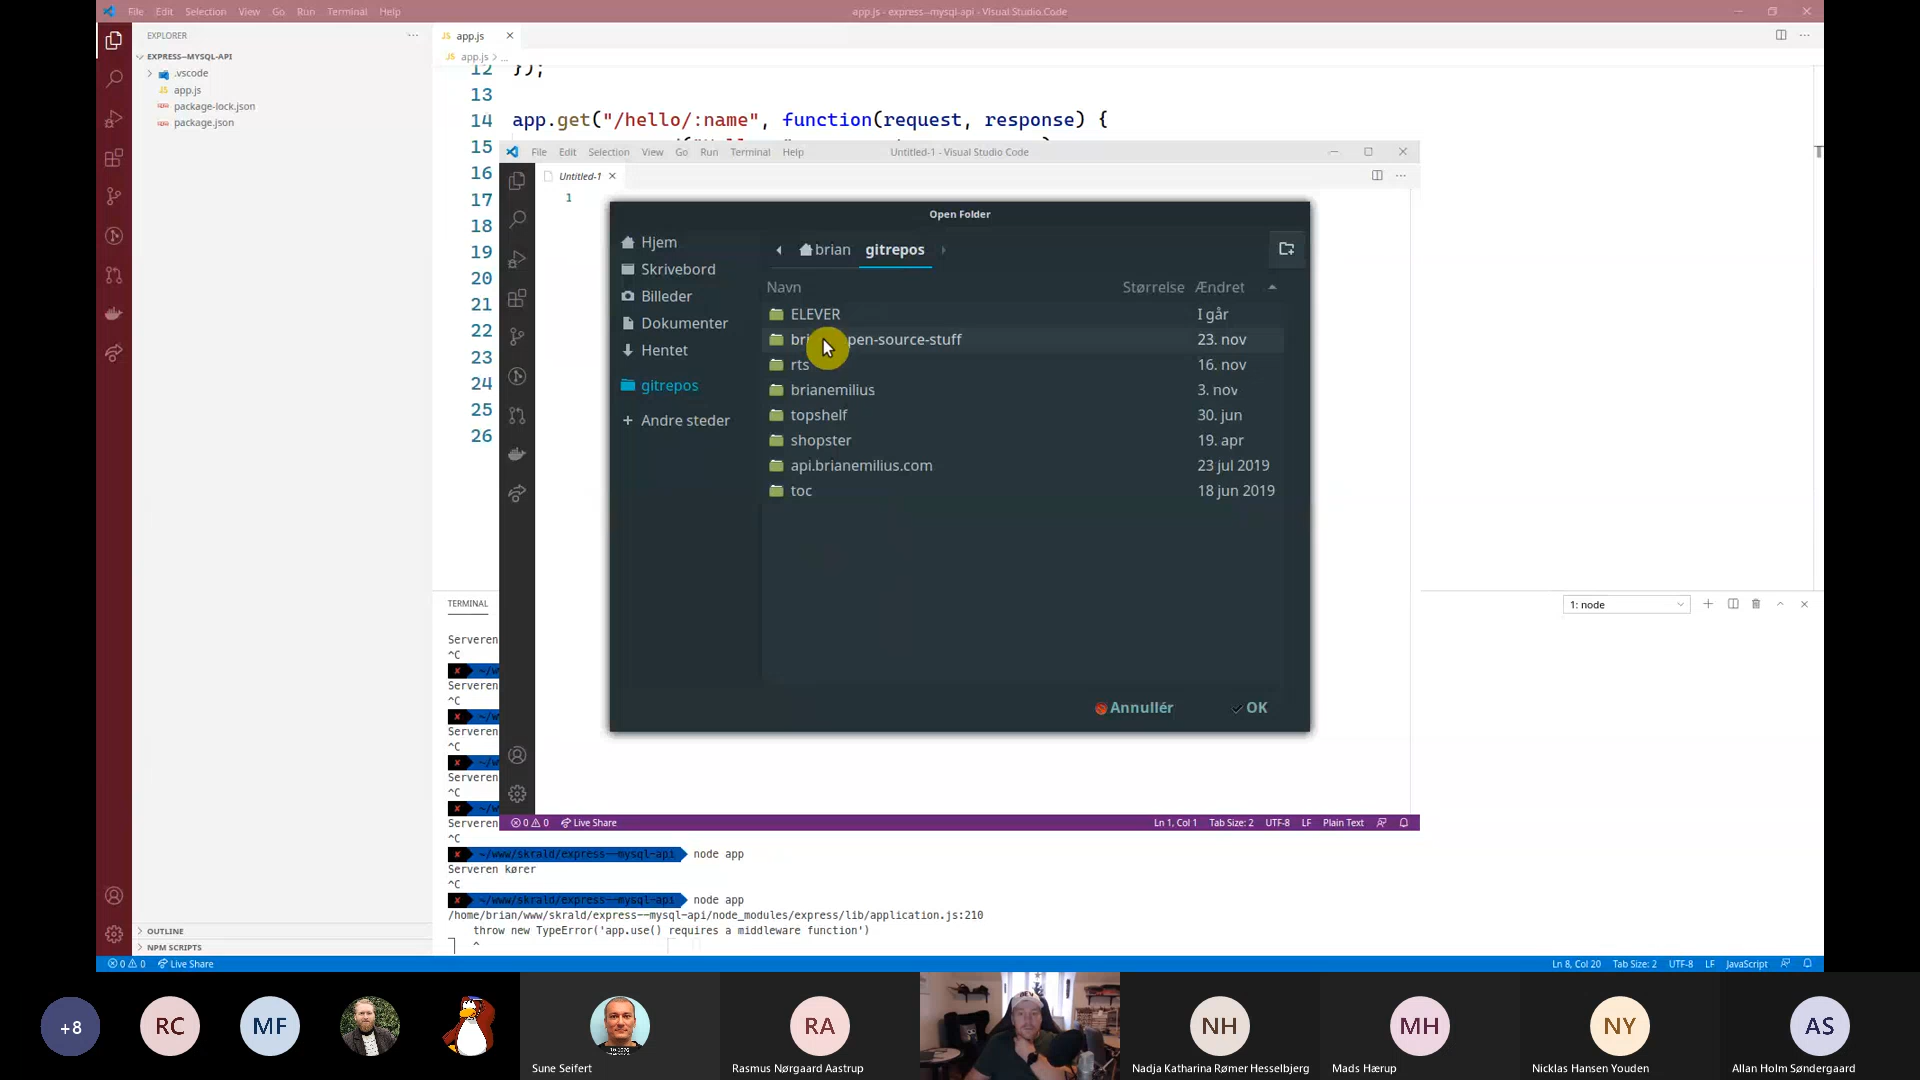 File Edit Selection View Go Run Terminal Help
app.js - express--mysql-api - Visual Studio Code
EXPLORER
EXPRESS--MYSQL-API
.vscode
JS app.js
package-lock.json
package.json
OUTLINE
NPM SCRIPTS
JS app.js
JS app.js > ...
12 });
13
14 app.get("/hello/:name", function(request, response) {
15
16
17
18
19
20
21
22
23
24
25
26
File Edit Selection View Go Run Terminal Help
Untitled-1 - Visual Studio Code
Untitled-1
1
Open Folder
Hjem
Skrivebord
Billeder
Dokumenter
Hentet
gitrepos
+ Andre steder
brian gitrepos
Navn Størrelse Ændret
ELEVER I går
pen-source-stuff 23. nov
rts 16. nov
brianemilius 3. nov
topshelf 30. jun
shopster 19. apr
api.brianemilius.com 23 jul 2019
toc 18 jun 2019
Annullér OK
0 0 Live Share
Ln 1, Col 1 Tab Size: 2 UTF-8 LF Plain Text
TERMINAL
1: node
Serveren
^C
✘ ~/w
Serveren
^C
✘ ~/w
Serveren
^C
✘ ~/w
Serveren
^C
✘ ~/w
Serveren
^C
✘ ~/www/skrald/express--mysql-api node app
Serveren kører
^C
✘ ~/www/skrald/express--mysql-api node app
/home/brian/www/skrald/express--mysql-api/node_modules/express/lib/application.js:210
throw new TypeError('app.use() requires a middleware function')
^
0 0 Live Share
Ln 8, Col 20 Tab Size: 2 UTF-8 LF JavaScript
+8
RC
MF
Sune Seifert
RA
Rasmus Nørgaard Aastrup
NH
Nadja Katharina Rømer Hesselbjerg
MH
Mads Hærup
NY
Nicklas Hansen Youden
AS
Allan Holm Søndergaard